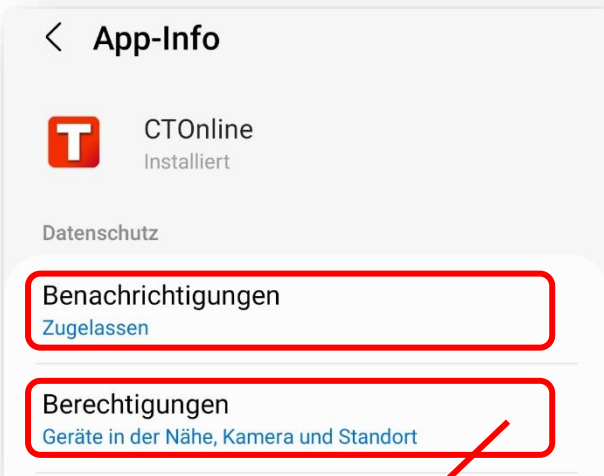 App-Info
T
CTOnline
Installiert
Datenschutz
Benachrichtigungen
Zugelassen
Berechtigungen
Geräte in der Nähe, Kamera und Standort